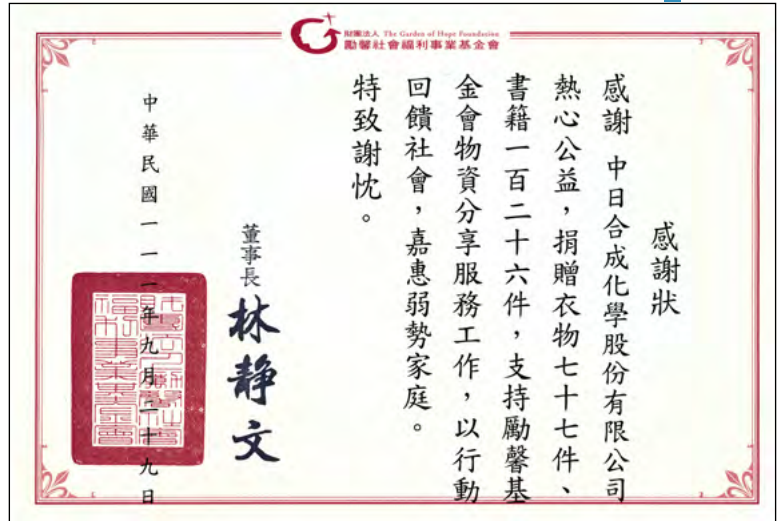 財團法人 The Garden of Hope Foundation
勵馨社會福利事業基金會
感謝狀
感謝 中日合成化學股份有限公司
熱心公益，捐贈衣物七十七件、
書籍一百二十六件，支持勵馨基
金會物資分享服務工作，以行動
回饋社會，嘉惠弱勢家庭。
特致謝忱。
董事長 林靜文
中華民國一一一年九月二十九日